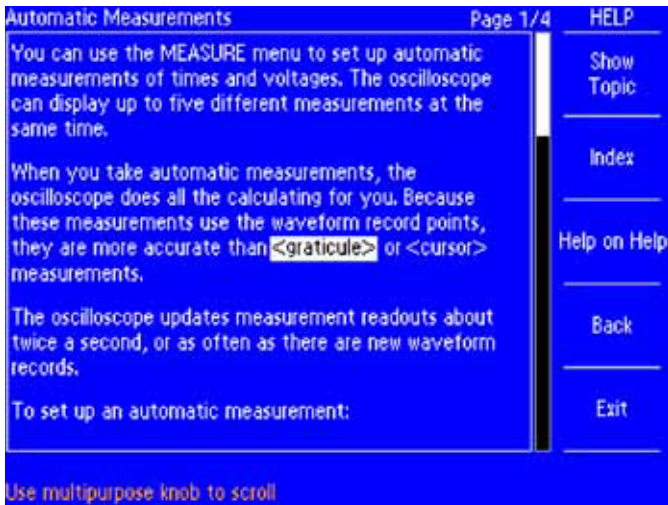 Automatic Measurements Page 1/4 HELP
You can use the MEASURE menu to set up automatic
measurements of times and voltages. The oscilloscope
can display up to five different measurements at the
same time.
When you take automatic measurements, the
oscilloscope does all the calculating for you. Because
these measurements use the waveform record points,
they are more accurate than <graticule> or <cursor>
measurements.
The oscilloscope updates measurement readouts about
twice a second, or as often as there are new waveform
records.
To set up an automatic measurement:
Show
Topic
Index
Help on Help
Back
Exit
Use multipurpose knob to scroll